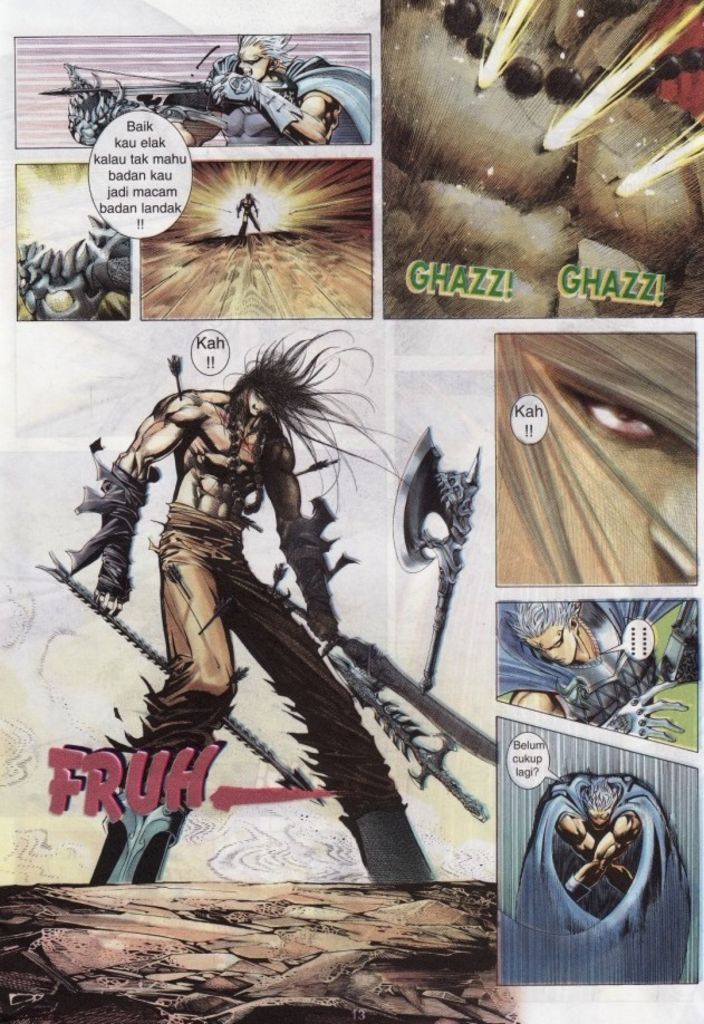 Baik
kau elak
kalau tak mahu
badan kau
jadi macam
badan landak
!!
GHAZZ!
GHAZZ!
Kah
!!
Kah
!!
FRUH
.......
Belum
cukup
lagi?
13